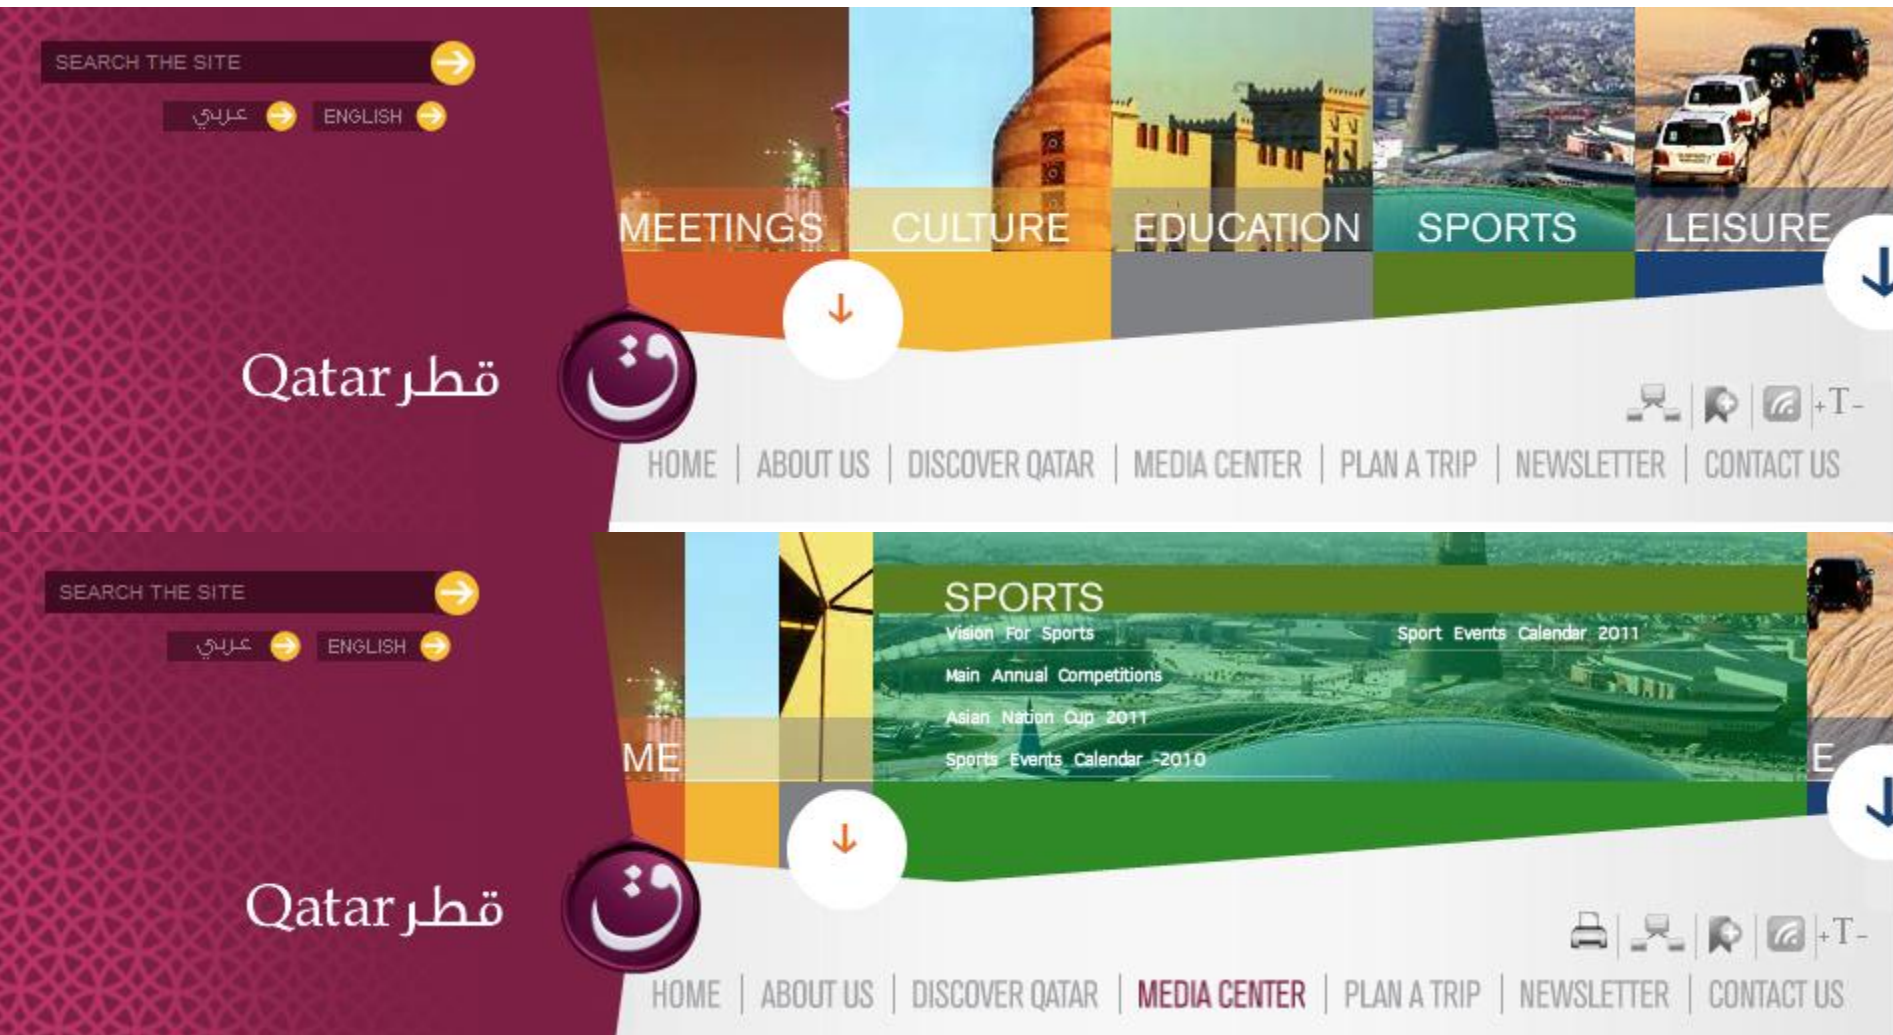 SEARCH THE SITE
عربي ENGLISH
MEETINGS CULTURE EDUCATION SPORTS LEISURE
Qatar قطر
ق
+T-
HOME | ABOUT US | DISCOVER QATAR | MEDIA CENTER | PLAN A TRIP | NEWSLETTER | CONTACT US
SEARCH THE SITE
عربي ENGLISH
SPORTS
Vision For Sports Sport Events Calendar 2011
Main Annual Competitions
Asian Nation Cup 2011
Sports Events Calendar -2010
ME E
Qatar قطر
ق
+T-
HOME | ABOUT US | DISCOVER QATAR | MEDIA CENTER | PLAN A TRIP | NEWSLETTER | CONTACT US